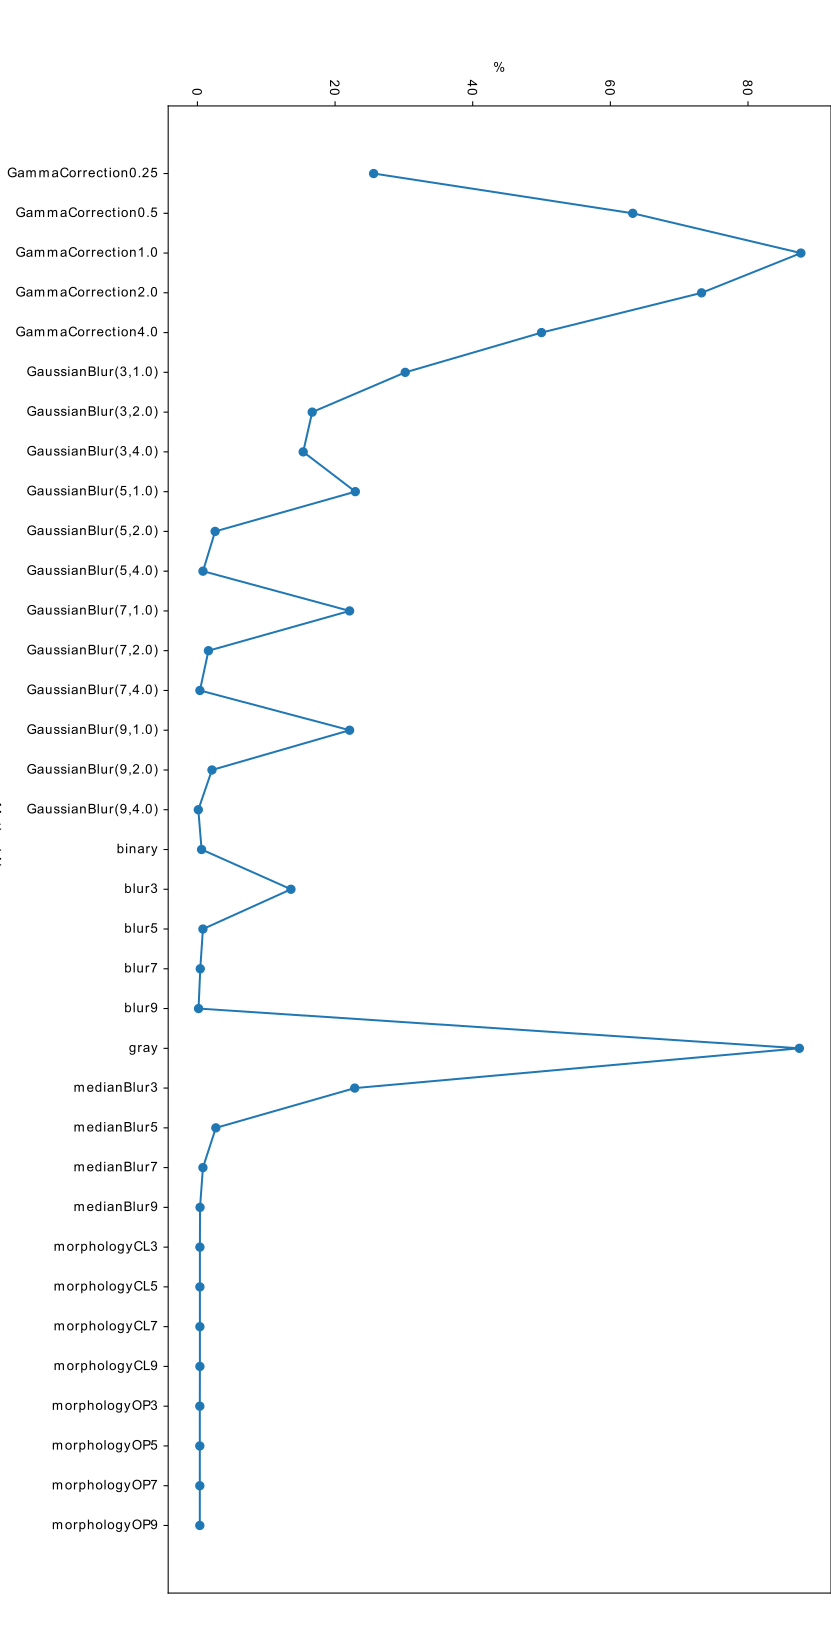 %
0
20
40
60
80
GammaCorrection0.25
GammaCorrection0.5
GammaCorrection1.0
GammaCorrection2.0
GammaCorrection4.0
GaussianBlur(3,1.0)
GaussianBlur(3,2.0)
GaussianBlur(3,4.0)
GaussianBlur(5,1.0)
GaussianBlur(5,2.0)
GaussianBlur(5,4.0)
GaussianBlur(7,1.0)
GaussianBlur(7,2.0)
GaussianBlur(7,4.0)
GaussianBlur(9,1.0)
GaussianBlur(9,2.0)
GaussianBlur(9,4.0)
binary
blur3
blur5
blur7
blur9
gray
medianBlur3
medianBlur5
medianBlur7
medianBlur9
morphologyCL3
morphologyCL5
morphologyCL7
morphologyCL9
morphologyOP3
morphologyOP5
morphologyOP7
morphologyOP9